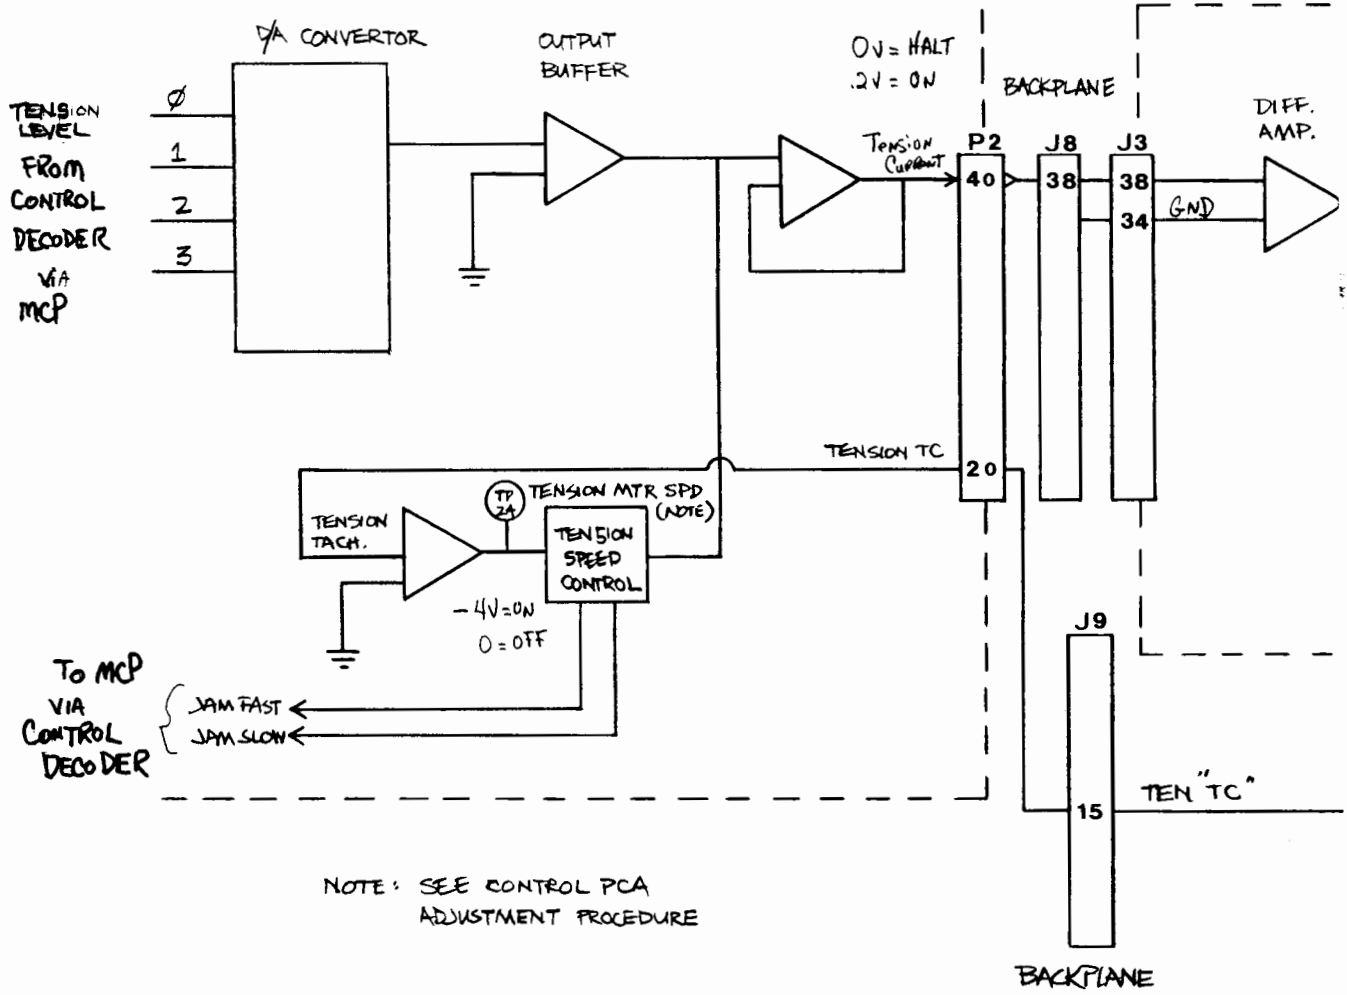 D/A CONVERTOR
OUTPUT
BUFFER
0V = HALT
.2V = ON
BACKPLANE
DIFF.
AMP.
TENSION
LEVEL
FROM
CONTROL
DECODER
VIA
MCP
0
1
2
3
Tension
Current
P2
J8
J3
40
38
38
GND
34
TENSION TC
20
TENSION
TACH.
TP
24
TENSION MTR SPD
(NOTE)
TENSION
SPEED
CONTROL
-4V=ON
0=OFF
TO MCP
VIA
CONTROL
DECODER
JAM FAST
JAM SLOW
J9
15
TEN "TC"
NOTE: SEE CONTROL PCA
ADJUSTMENT PROCEDURE
BACKPLANE